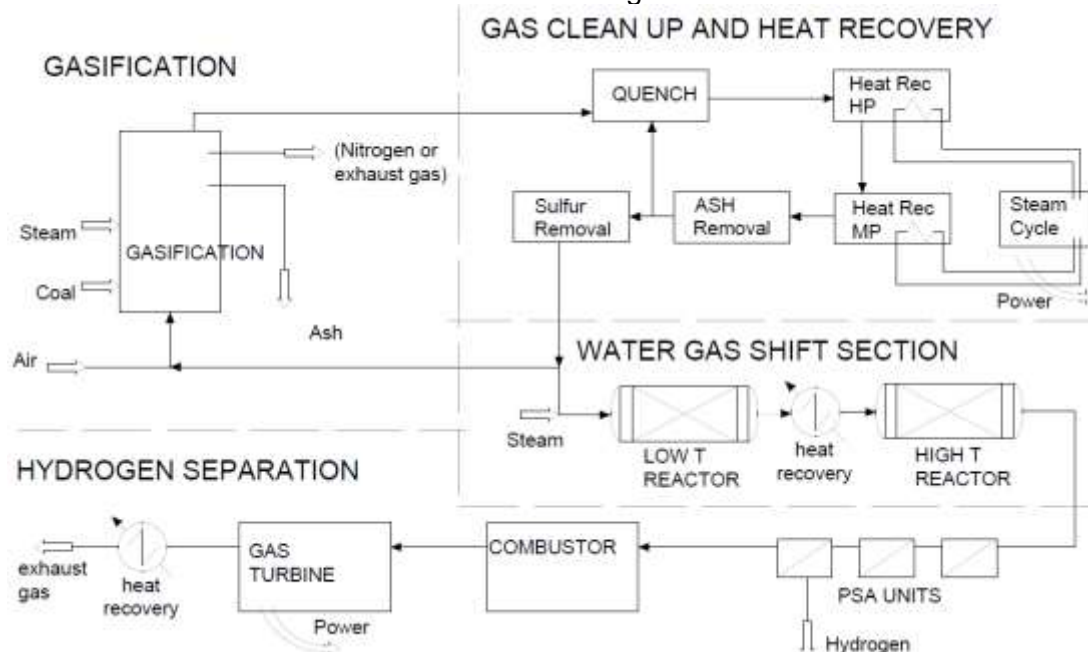 GAS CLEAN UP AND HEAT RECOVERY
GASIFICATION
QUENCH
Heat Rec
HP
(Nitrogen or
exhaust gas)
Steam
GASIFICATION
Coal
Ash
Air
Sulfur
Removal
ASH
Removal
Heat Rec
MP
Steam
Cycle
Power
WATER GAS SHIFT SECTION
Steam
LOW T
REACTOR
heat
recovery
HIGH T
REACTOR
HYDROGEN SEPARATION
exhaust
gas
heat
recovery
GAS
TURBINE
Power
COMBUSTOR
PSA UNITS
Hydrogen